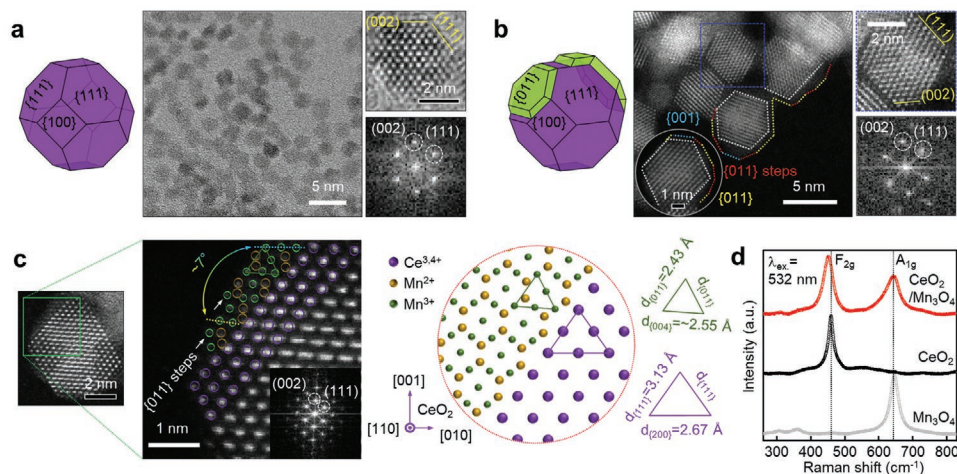 a
{111}
{111}
{100}
5 nm
(002)
(111)
2 nm
(002)
(111)
b
{011}
{111}
{100}
{001}
{011} steps
{011}
1 nm
5 nm
2 nm
(111)
(002)
(002)
(111)
c
2 nm
~7°
{011} steps
1 nm
(002)
(111)
Ce3,4+
Mn2+
Mn3+
[001]
CeO2
[110]
[010]
d{011}=2.43 Å
d{011}
d{004}=~2.55 Å
d{111}=3.13 Å
d{111}
d{200}=2.67 Å
d
λex.=
532 nm
F2g
A1g
CeO2
/Mn3O4
CeO2
Mn3O4
Intensity (a.u.)
300 400 500 600 700 800
Raman shift (cm-1)